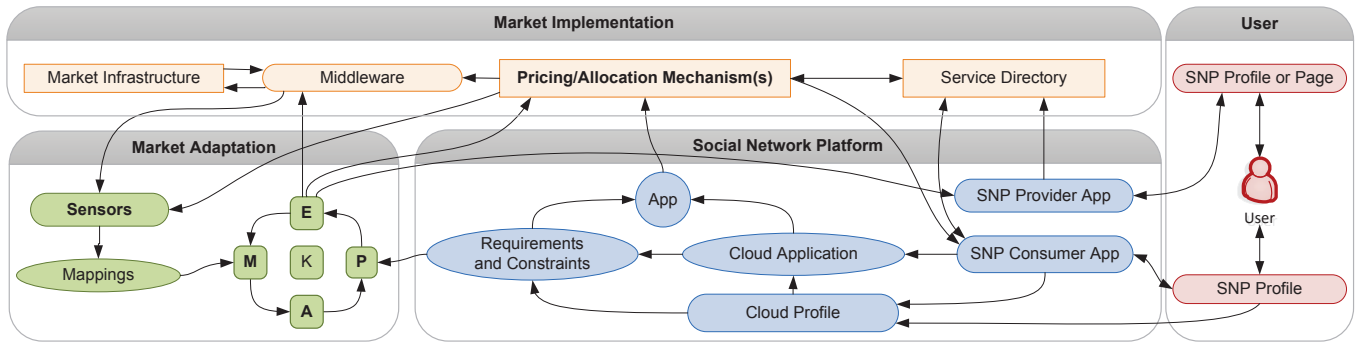 Market Implementation
User
Market Infrastructure
Middleware
Pricing/Allocation Mechanism(s)
Service Directory
SNP Profile or Page
Market Adaptation
Social Network Platform
Sensors
E
App
SNP Provider App
User
Mappings
M
K
P
Requirements
and Constraints
Cloud Application
SNP Consumer App
A
Cloud Profile
SNP Profile